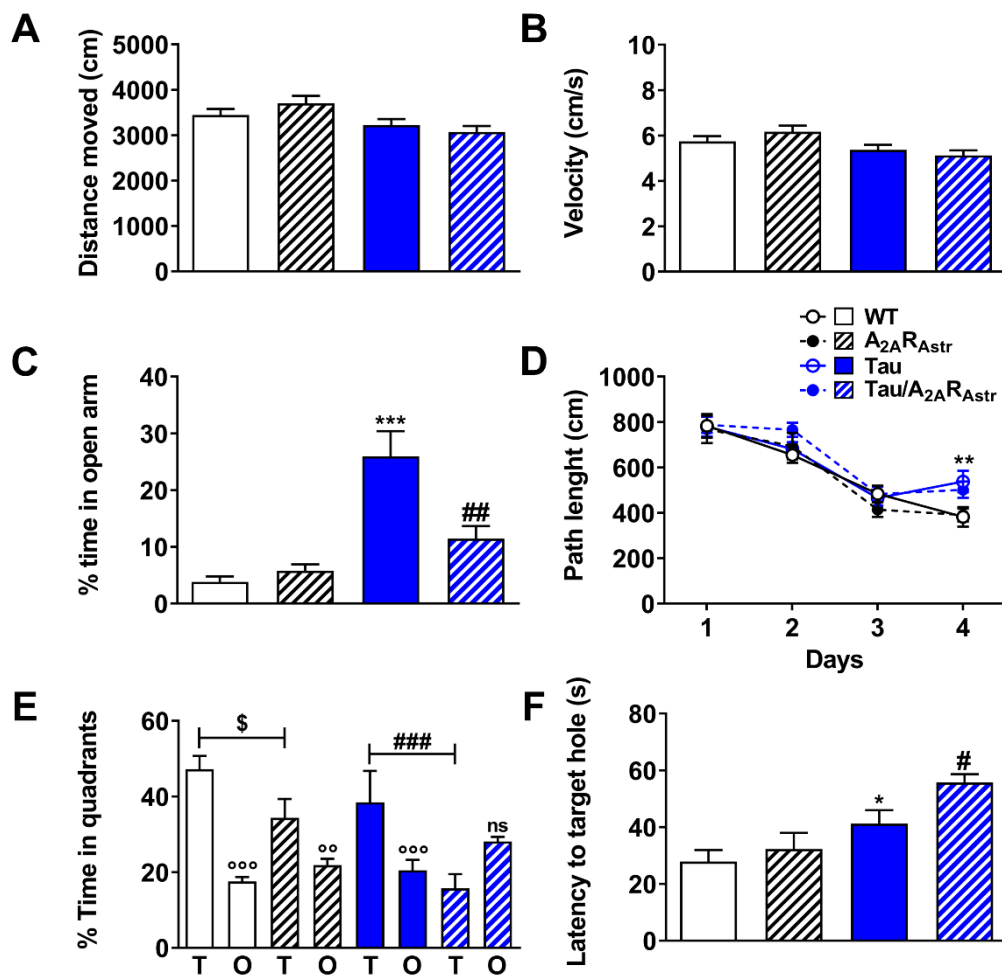 A
Distance moved (cm)
5000
4000
3000
2000
1000
0
B
Velocity (cm/s)
10
8
6
4
2
0
WT
A2ARAstr
Tau
Tau/A2ARAstr
C
% time in open arm
40
30
20
10
0
***
##
D
Path lenght (cm)
1000
800
600
400
200
0
**
1 2 3 4
Days
E
% Time in quadrants
60
40
20
0
$
###
°°°
°°
°°°
ns
T O T O T O T O
F
Latency to target hole (s)
80
60
40
20
0
*
#